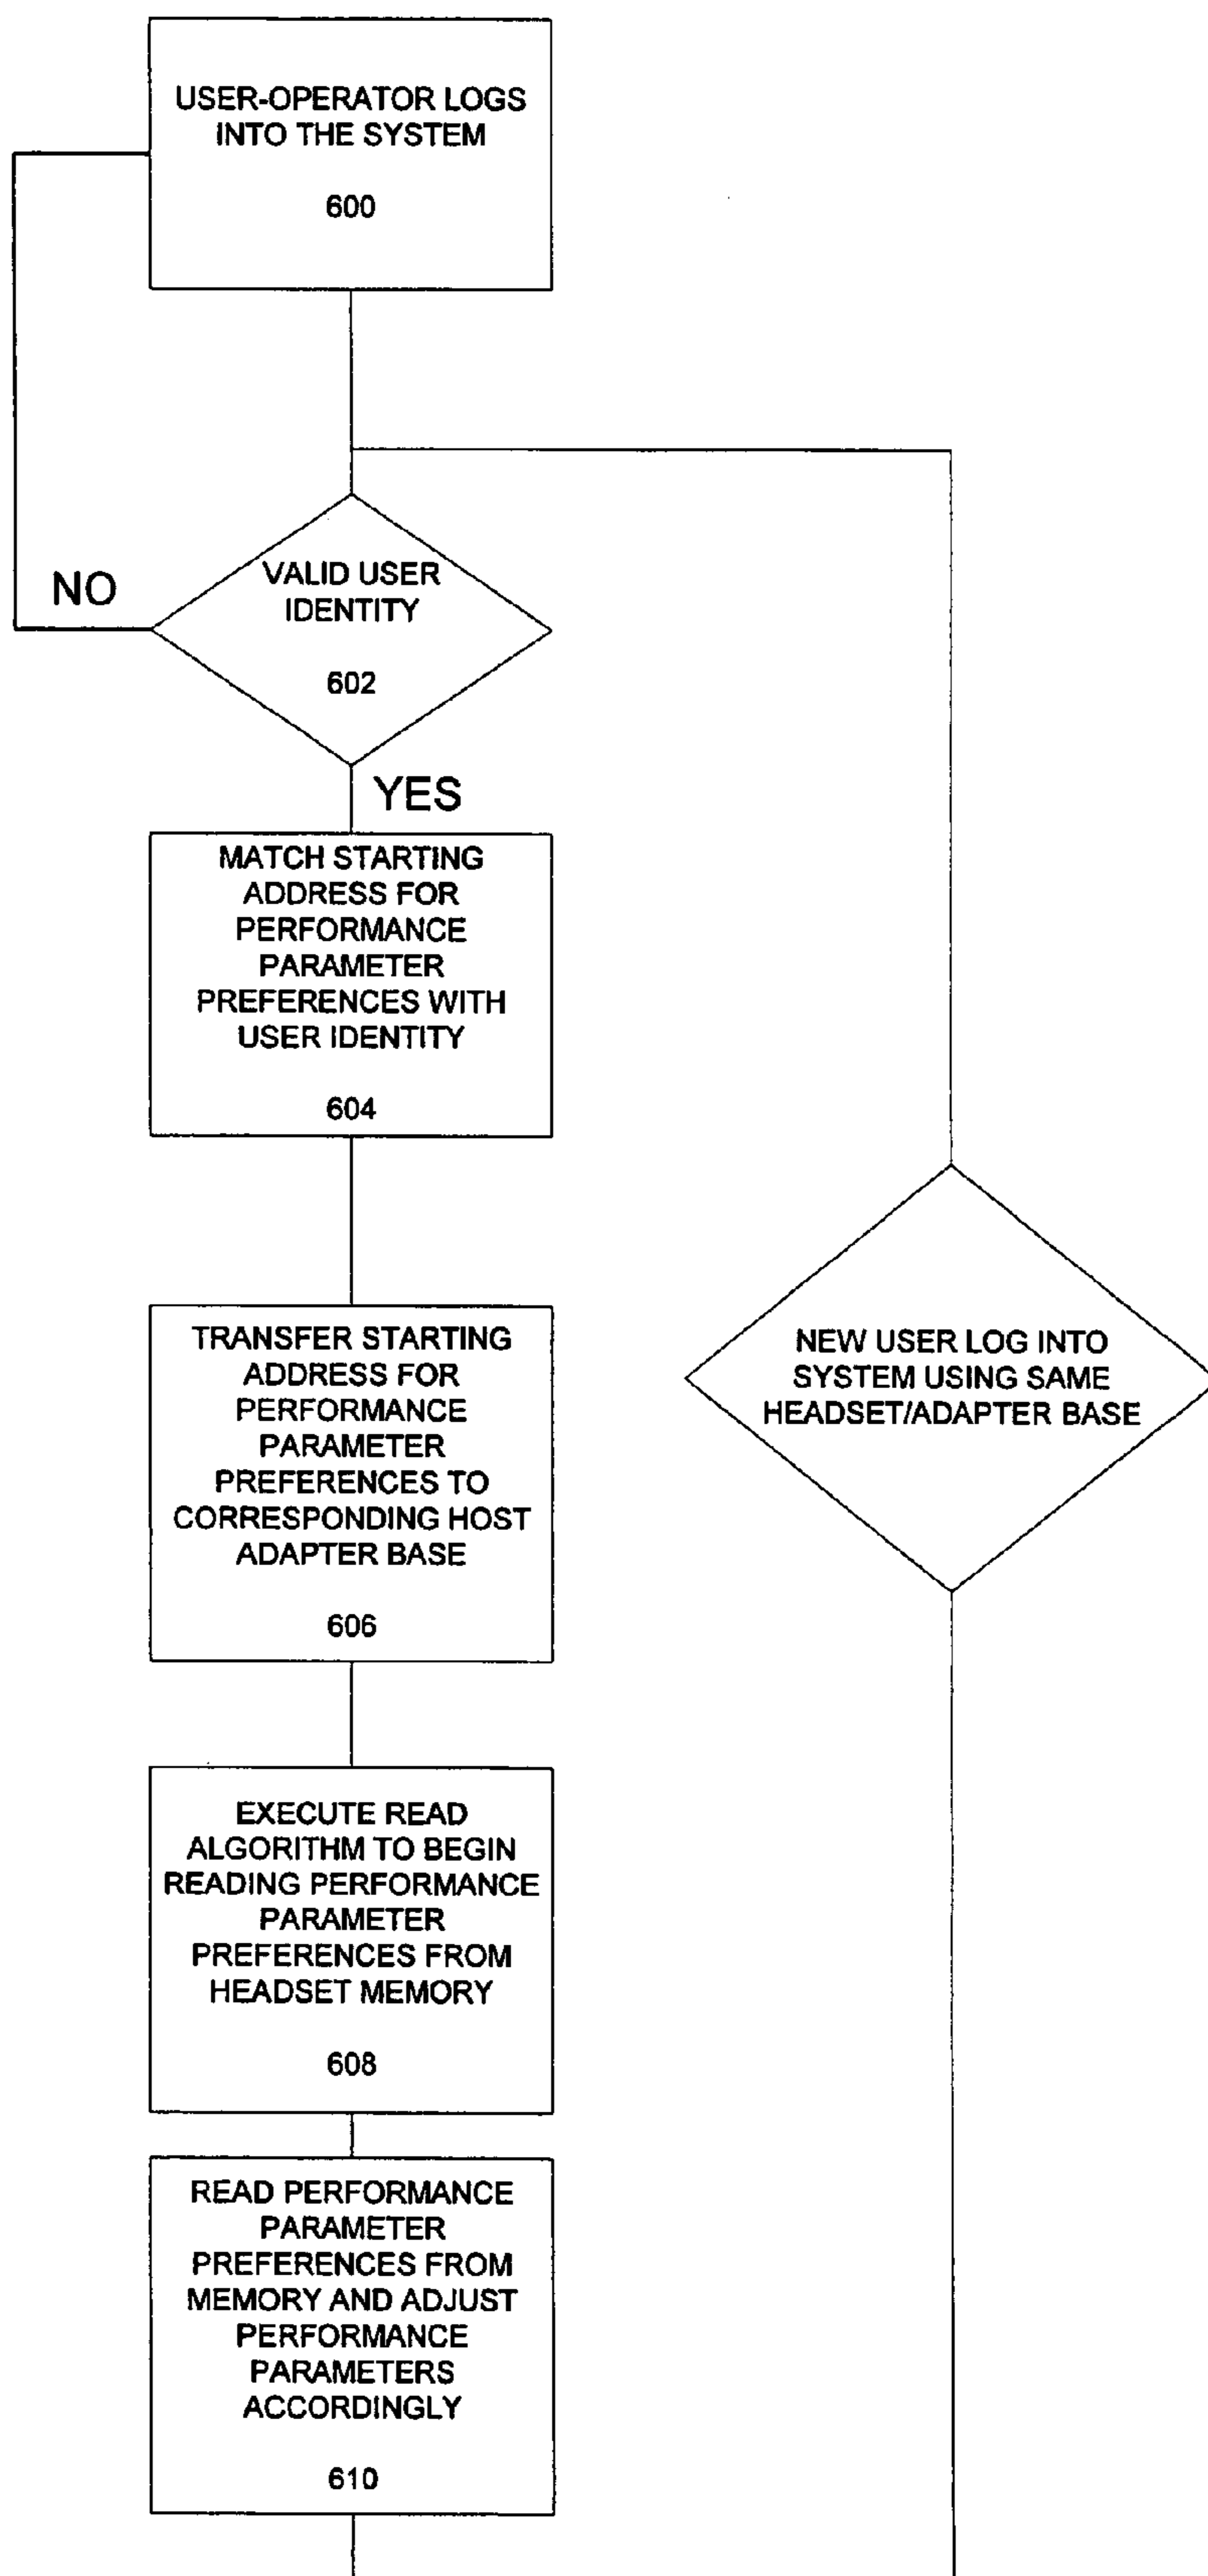 USER-OPERATOR LOGS
INTO THE SYSTEM
600
NO
VALID USER
IDENTITY
602
YES
MATCH STARTING
ADDRESS FOR
PERFORMANCE
PARAMETER
PREFERENCES WITH
USER IDENTITY
604
TRANSFER STARTING
ADDRESS FOR
PERFORMANCE
PARAMETER
PREFERENCES TO
CORRESPONDING HOST
ADAPTER BASE
606
NEW USER LOG INTO
SYSTEM USING SAME
HEADSET/ADAPTER BASE
EXECUTE READ
ALGORITHM TO BEGIN
READING PERFORMANCE
PARAMETER
PREFERENCES FROM
HEADSET MEMORY
608
READ PERFORMANCE
PARAMETER
PREFERENCES FROM
MEMORY AND ADJUST
PERFORMANCE
PARAMETERS
ACCORDINGLY
610